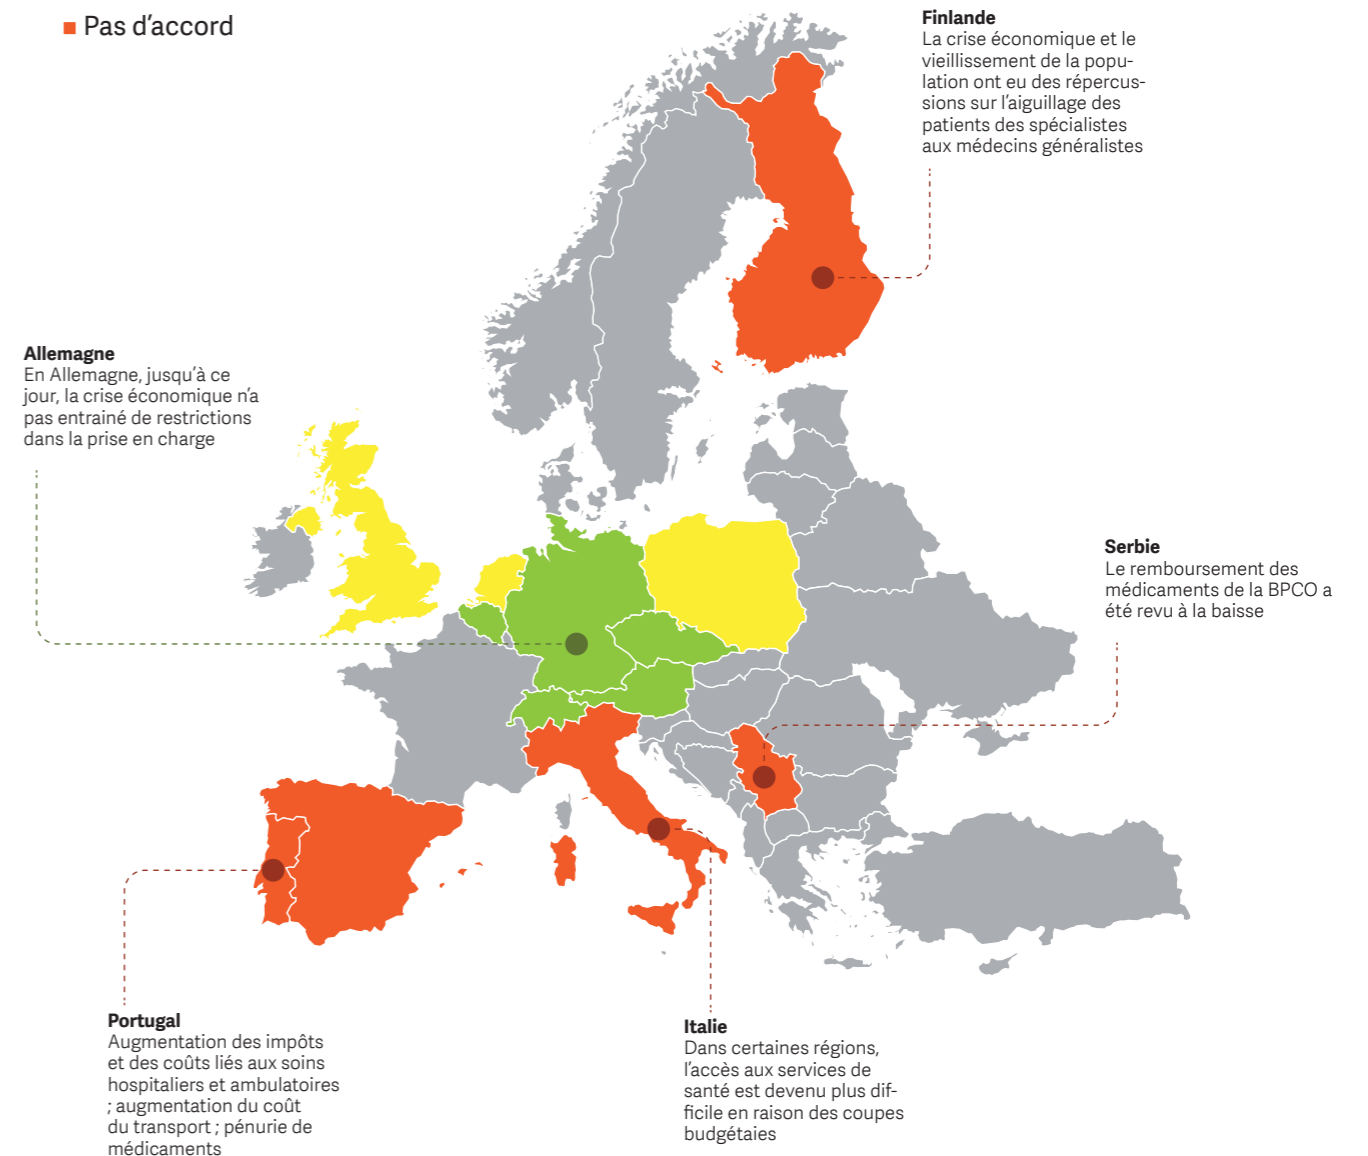 Pas d’accord
Finlande
La crise économique et le
vieillissement de la popu-
lation ont eu des répercus-
sions sur l’aiguillage des
patients des spécialistes
aux médecins généralistes
Allemagne
En Allemagne, jusqu’à ce
jour, la crise économique n’a
pas entrainé de restrictions
dans la prise en charge
Serbie
Le remboursement des
médicaments de la BPCO a
été revu à la baisse
Portugal
Augmentation des impôts
et des coûts liés aux soins
hospitaliers et ambulatoires
; augmentation du coût
du transport ; pénurie de
médicaments
Italie
Dans certaines régions,
l’accès aux services de
santé est devenu plus dif-
ficile en raison des coupes
budgétaies